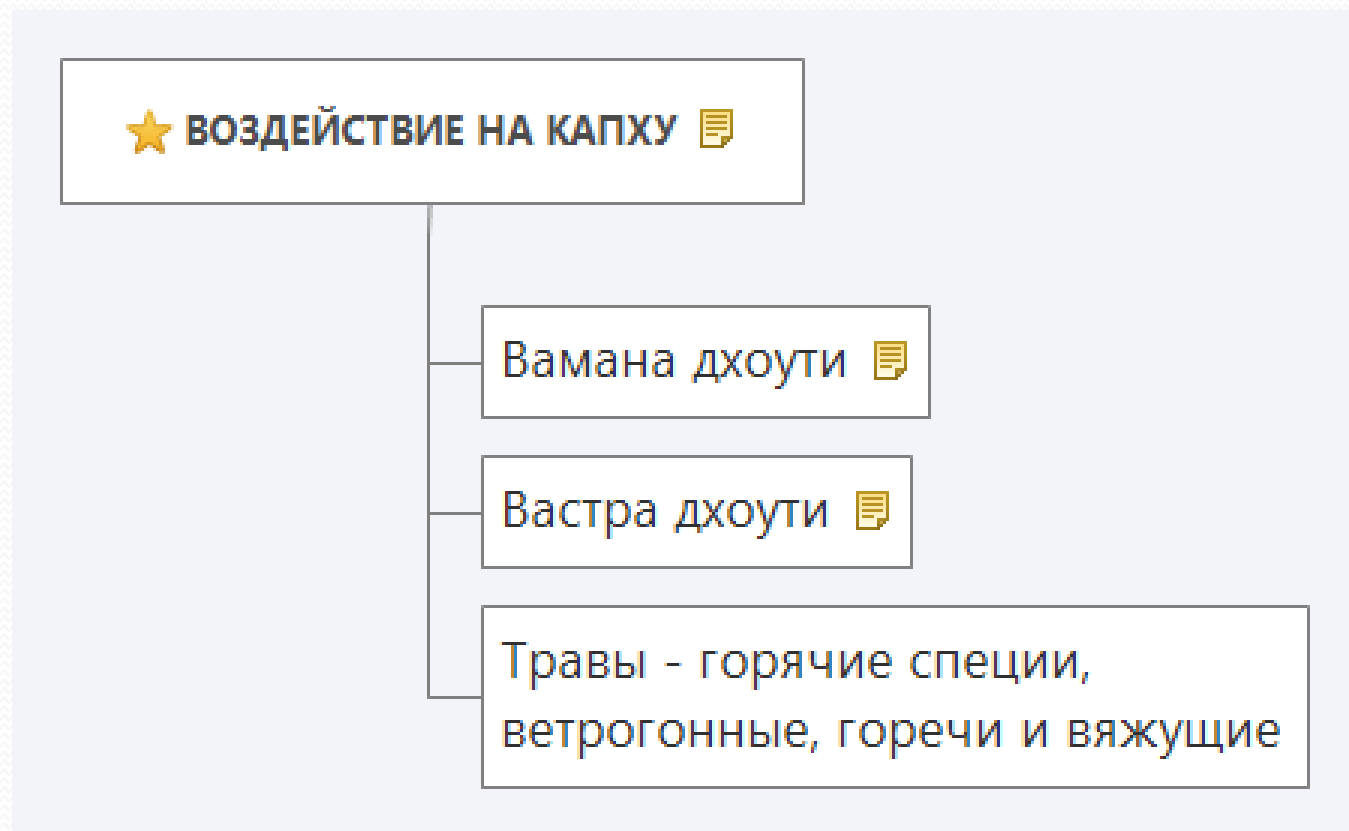 ВОЗДЕЙСТВИЕ НА КАПХУ
Вамана дхоути
Вастра дхоути
Травы - горячие специи,
ветрогонные, горечи и вяжущие